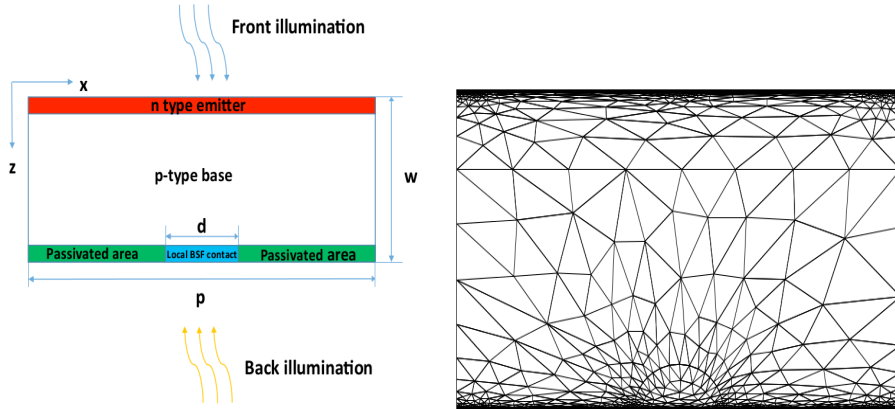 Front illumination
x
n type emitter
z
p-type base
w
d
Passivated area
Local BSF contact
Passivated area
p
Back illumination